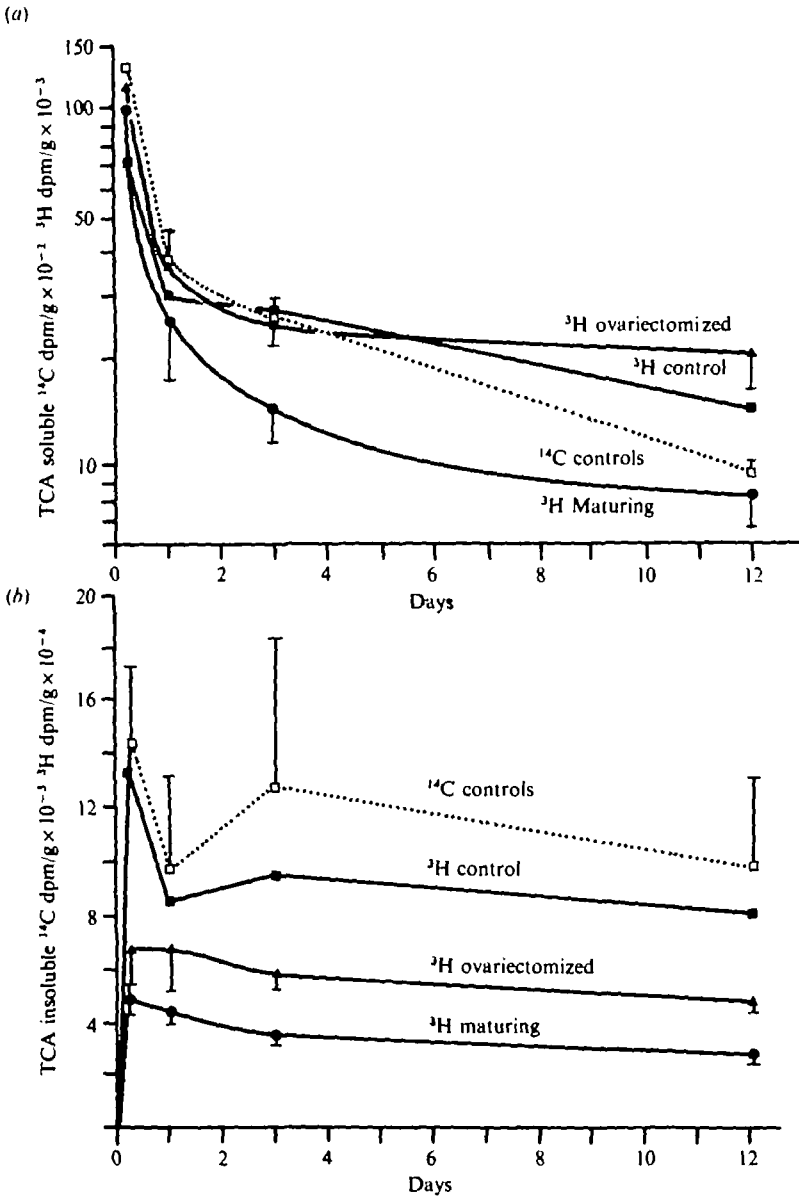 (a)
TCA soluble ¹⁴C dpm/g × 10⁻² ³H dpm/g × 10⁻³
150
100
50
10
³H ovariectomized
³H control
¹⁴C controls
³H Maturing
0 2 4 6 8 10 12
Days
(b)
TCA insoluble ¹⁴C dpm/g × 10⁻³ ³H dpm/g × 10⁻⁴
20
16
12
8
4
¹⁴C controls
³H control
³H ovariectomized
³H maturing
0 2 4 6 8 10 12
Days